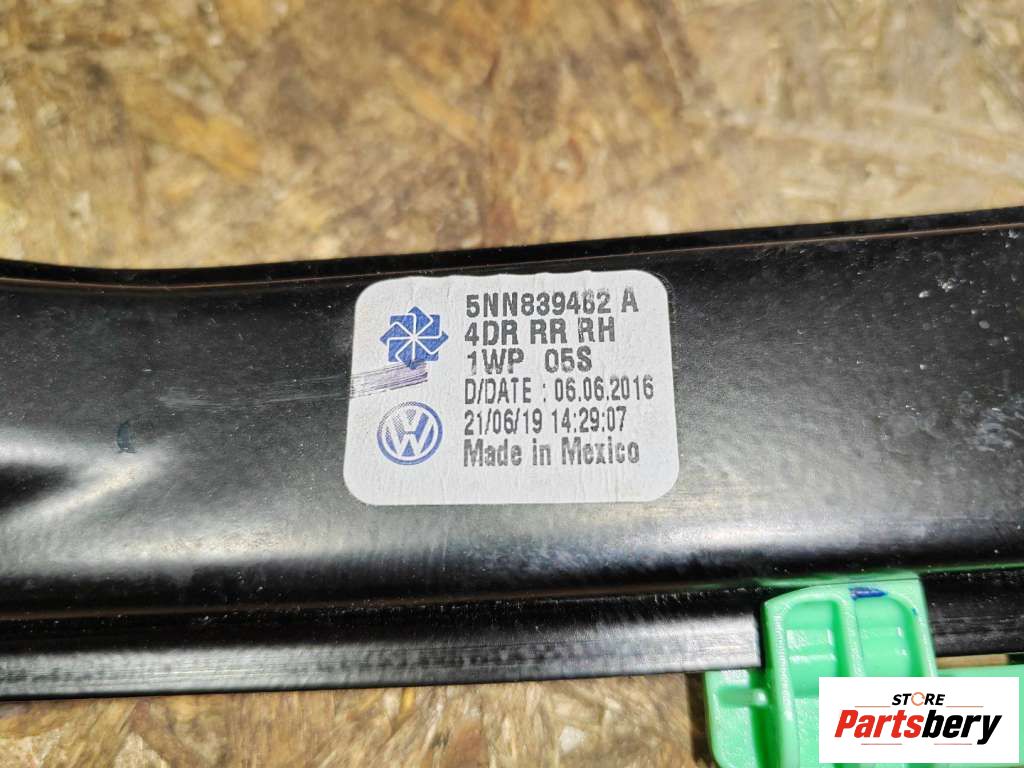 5NN839462 A
4DR RR RH
1WP 05S
D/DATE : 06.06.2016
21/06/19 14:29:07
Made in Mexico
STORE
Partsbery